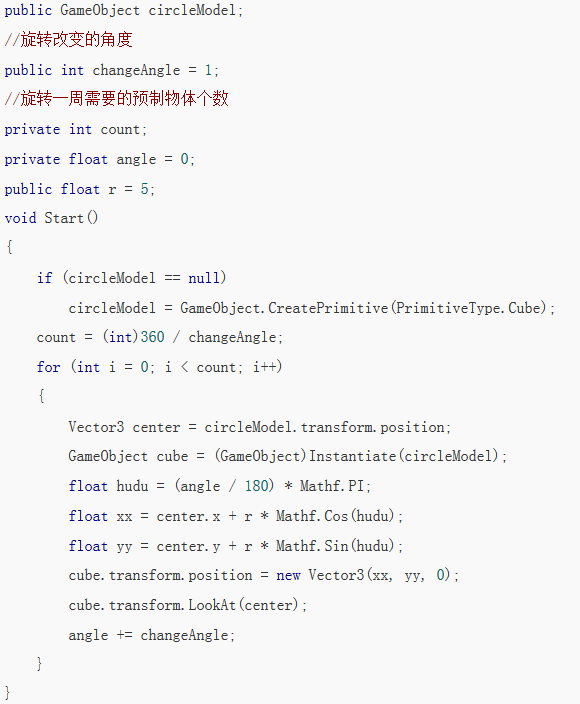 public GameObject circleModel;
//旋转改变的角度
public int changeAngle = 1;
//旋转一周需要的预制物体个数
private int count;
private float angle = 0;
public float r = 5;
void Start()
{
    if (circleModel == null)
        circleModel = GameObject.CreatePrimitive(PrimitiveType.Cube);
    count = (int)360 / changeAngle;
    for (int i = 0; i < count; i++)
    {
        Vector3 center = circleModel.transform.position;
        GameObject cube = (GameObject)Instantiate(circleModel);
        float hudu = (angle / 180) * Mathf.PI;
        float xx = center.x + r * Mathf.Cos(hudu);
        float yy = center.y + r * Mathf.Sin(hudu);
        cube.transform.position = new Vector3(xx, yy, 0);
        cube.transform.LookAt(center);
        angle += changeAngle;
    }
}